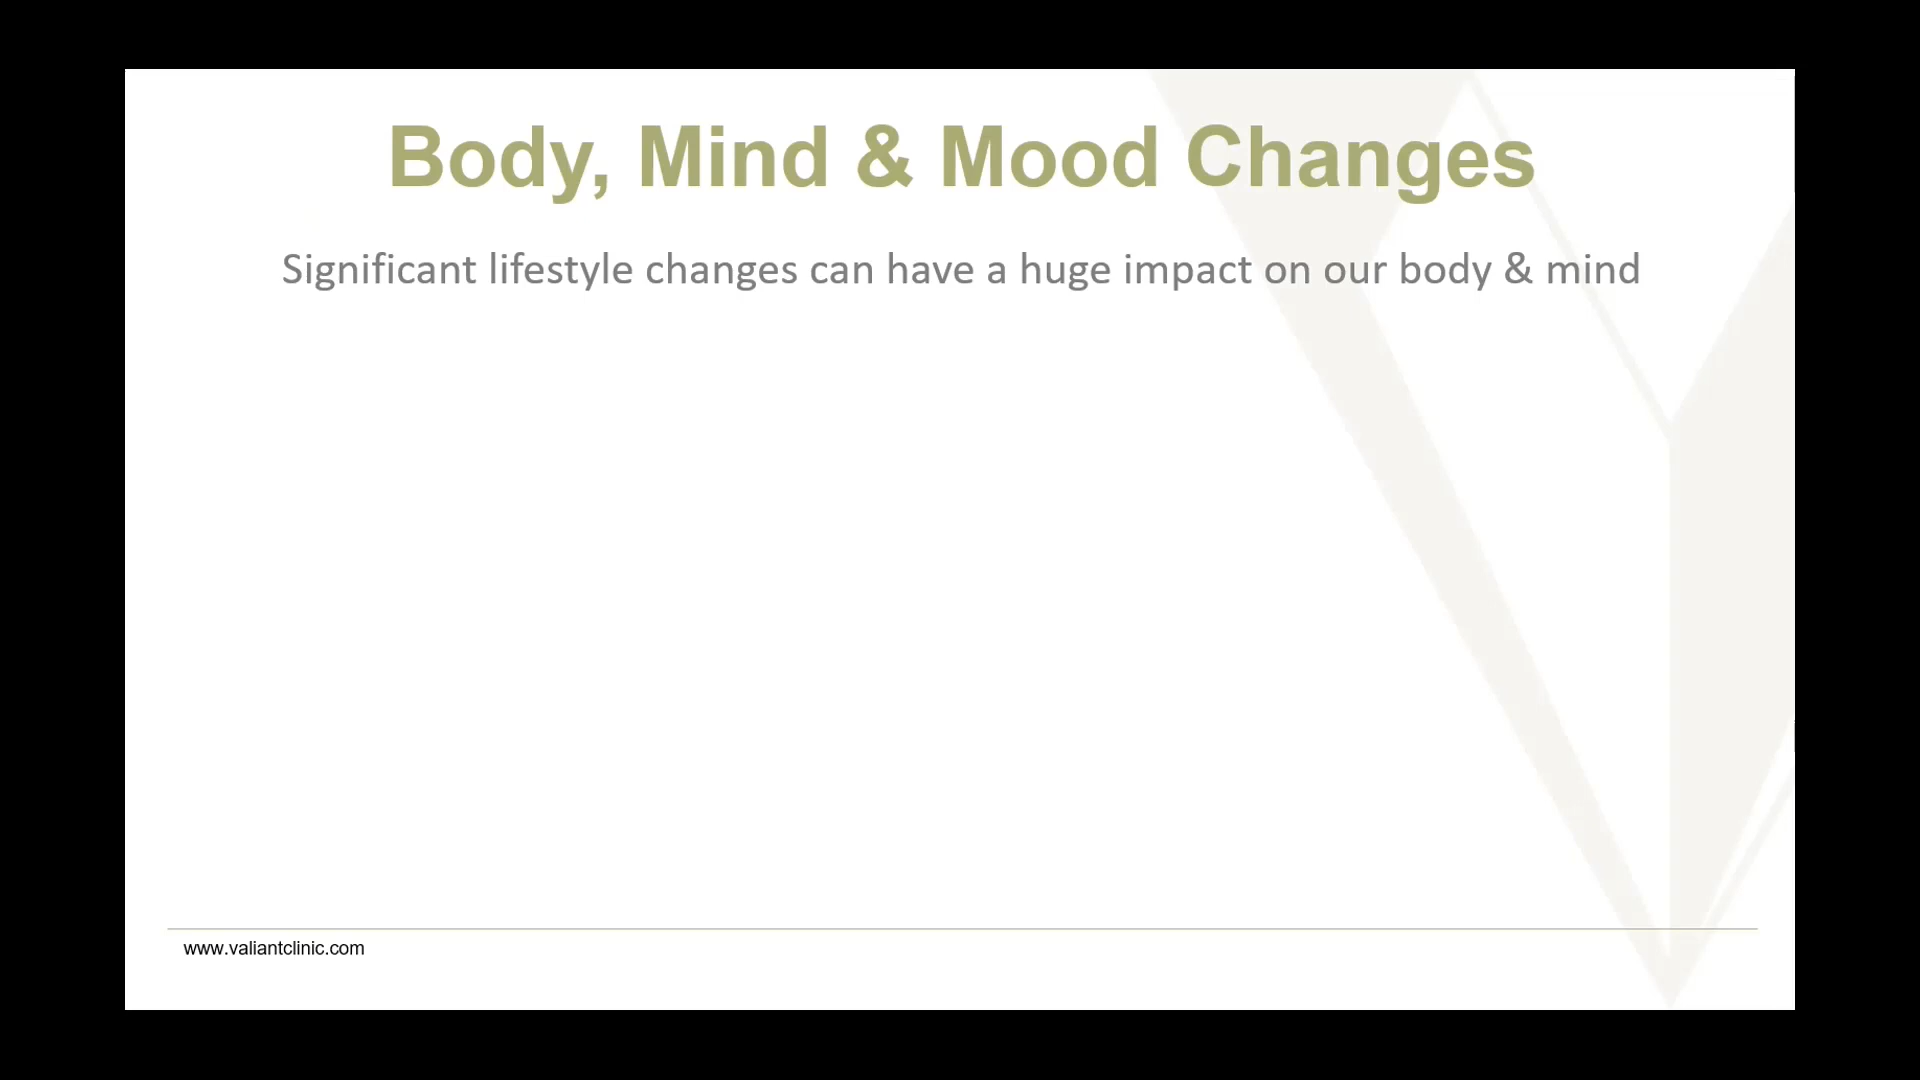 Body, Mind & Mood Changes
Significant lifestyle changes can have a huge impact on our body & mind
www.valiantclinic.com